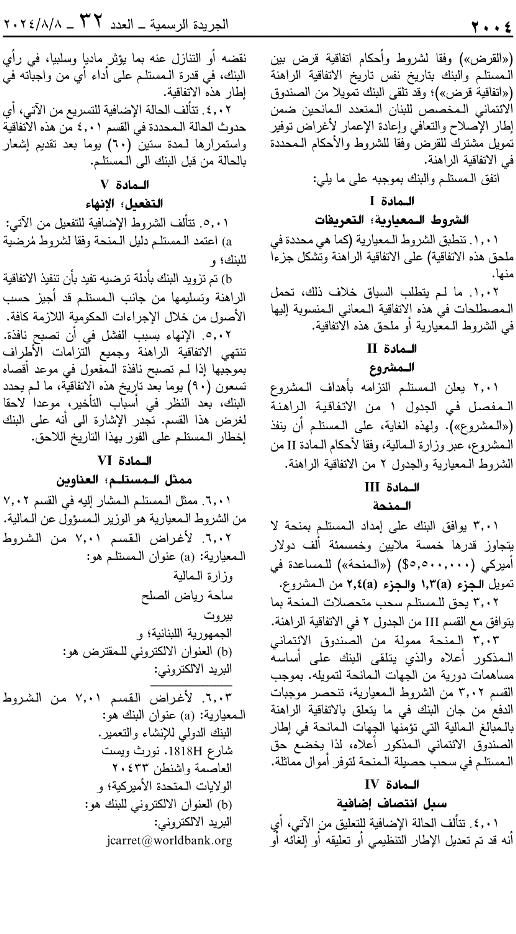 ٢٠٠٤
الجريدة الرسمية ــ العدد ٣٢ ــ ٢٠٢٤/٨/٨
(«القرض») وفقا لشروط وأحكام اتفاقية قرض بين
المستلم والبنك بتاريخ نفس تاريخ الاتفاقية الراهنة
(«اتفاقية قرض»)؛ وقد تلقى البنك تمويلا من الصندوق
الائتماني المخصص للبنان المتعدد المانحين ضمن
إطار الإصلاح والتعافي وإعادة الإعمار لأغراض توفير
تمويل مشترك للقرض وفقا للشروط والأحكام المحددة
في الاتفاقية الراهنة.
اتفق المستلم والبنك بموجبه على ما يلي:
المادة I
الشروط المعيارية؛ التعريفات
١,٠١. تنطبق الشروط المعيارية (كما هي محددة في
ملحق هذه الاتفاقية) على الاتفاقية الراهنة وتشكل جزءا
منها.
١,٠٢. ما لم يتطلب السياق خلاف ذلك، تحمل
المصطلحات في هذه الاتفاقية المعاني المنسوبة إليها
في الشروط المعيارية أو ملحق هذه الاتفاقية.
المادة II
المشروع
٢,٠١ يعلن المستلم التزامه بأهداف المشروع
المفصل في الجدول ١ من الاتفاقية الراهنة
(«المشروع»). ولهذه الغاية، على المستلم أن ينفذ
المشروع، عبر وزارة المالية، وفقا لأحكام المادة II من
الشروط المعيارية والجدول ٢ من الاتفاقية الراهنة.
المادة III
المنحة
٣,٠١ يوافق البنك على إمداد المستلم بمنحة لا
يتجاوز قدرها خمسة ملايين وخمسمئة ألف دولار
أميركي (٥,٥٠٠,٠٠٠$) («المنحة») للمساعدة في
تمويل الجزء ١,٣(a) والجزء ٢,٤(a) من المشروع.
٣,٠٢ يحق للمستلم سحب متحصلات المنحة بما
يتوافق مع القسم III من الجدول ٢ في الاتفاقية الراهنة.
٣,٠٣ المنحة ممولة من الصندوق الائتماني
المذكور أعلاه والذي يتلقى البنك على أساسه
مساهمات دورية من الجهات المانحة لتمويله. بموجب
القسم ٣,٠٢ من الشروط المعيارية، تنحصر موجبات
الدفع من جان البنك في ما يتعلق بالاتفاقية الراهنة
بالمبالغ المالية التي تؤمنها الجهات المانحة في إطار
الصندوق الائتماني المذكور أعلاه، لذا يخضع حق
المستلم في سحب حصيلة المنحة لتوفر أموال مماثلة.
المادة IV
سبل انتصاف إضافية
٤,٠١. تتألف الحالة الإضافية للتعليق من الآتي، أي
أنه قد تم تعديل الإطار التنظيمي أو تعليقه أو إلغائه أو
نقضه أو التنازل عنه بما يؤثر ماديا وسلبيا، في رأي
البنك، في قدرة المستلم على أداء أي من واجباته في
إطار هذه الاتفاقية.
٤,٠٢. تتألف الحالة الإضافية للتسريع من الآتي، أي
حدوث الحالة المحددة في القسم ٤,٠١ من هذه الاتفاقية
واستمرارها لمدة ستين (٦٠) يوما بعد تقديم إشعار
بالحالة من قبل البنك الى المستلم.
المادة V
التفعيل؛ الإنهاء
٥,٠١. تتألف الشروط الإضافية للتفعيل من الآتي:
a) اعتمد المستلم دليل المنحة وفقا لشروط مُرضية
للبنك؛ و
b) تم تزويد البنك بأدلة ترضيه تفيد بأن تنفيذ الاتفاقية
الراهنة وتسليمها من جانب المستلم قد أجيز حسب
الأصول من خلال الإجراءات الحكومية اللازمة كافة.
٥,٠٢. الإنهاء بسبب الفشل في أن تصبح نافذة.
تنتهي الاتفاقية الراهنة وجميع التزامات الأطراف
بموجبها إذا لم تصبح نافذة المفعول في موعد أقصاه
تسعون (٩٠) يوما بعد تاريخ هذه الاتفاقية، ما لم يحدد
البنك، بعد النظر في أسباب التأخير، موعدا لاحقا
لغرض هذا القسم. تجدر الإشارة الى أنه على البنك
إخطار المستلم على الفور بهذا التاريخ اللاحق.
المادة VI
ممثل المستلم؛ العناوين
٦,٠١. ممثل المستلم المشار إليه في القسم ٧,٠٢
من الشروط المعيارية هو الوزير المسؤول عن المالية.
٦,٠٢. لأغراض القسم ٧,٠١ من الشروط
المعيارية: (a) عنوان المستلم هو:
وزارة المالية
ساحة رياض الصلح
بيروت
الجمهورية اللبنانية؛ و
(b) العنوان الالكتروني للمقترض هو:
البريد الالكتروني:
٦,٠٣. لأغراض القسم ٧,٠١ من الشروط
المعيارية: (a) عنوان البنك هو:
البنك الدولي للإنشاء والتعمير.
شارع 1818H. نورث ويست
العاصمة واشنطن ٢٠٤٣٣
الولايات المتحدة الأميركية؛ و
(b) العنوان الالكتروني للبنك هو:
البريد الالكتروني:
jcarret@worldbank.org